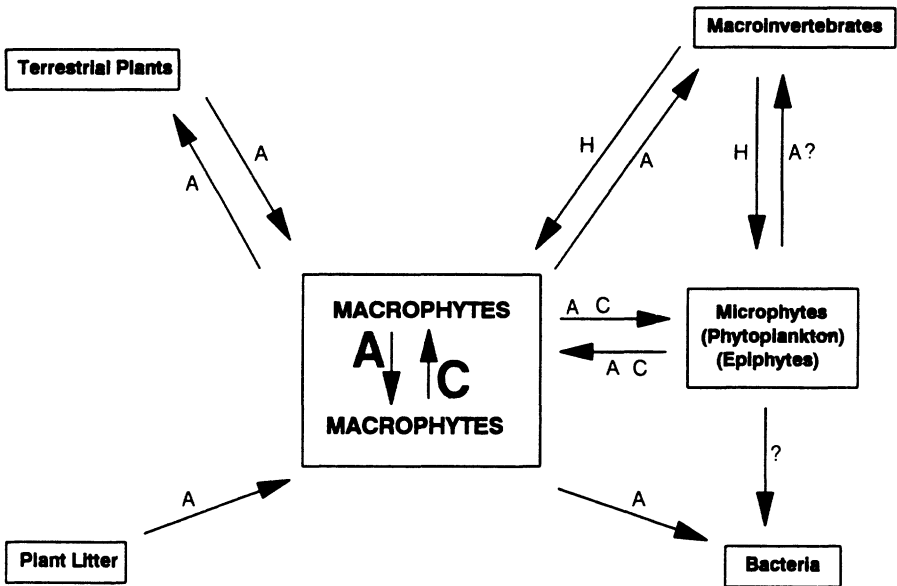 Macroinvertebrates
Terrestrial Plants
A
A
H
A
H
A?
MACROPHYTES
A
C
MACROPHYTES
A C
A C
Microphytes
(Phytoplankton)
(Epiphytes)
?
A
A
Plant Litter
Bacteria